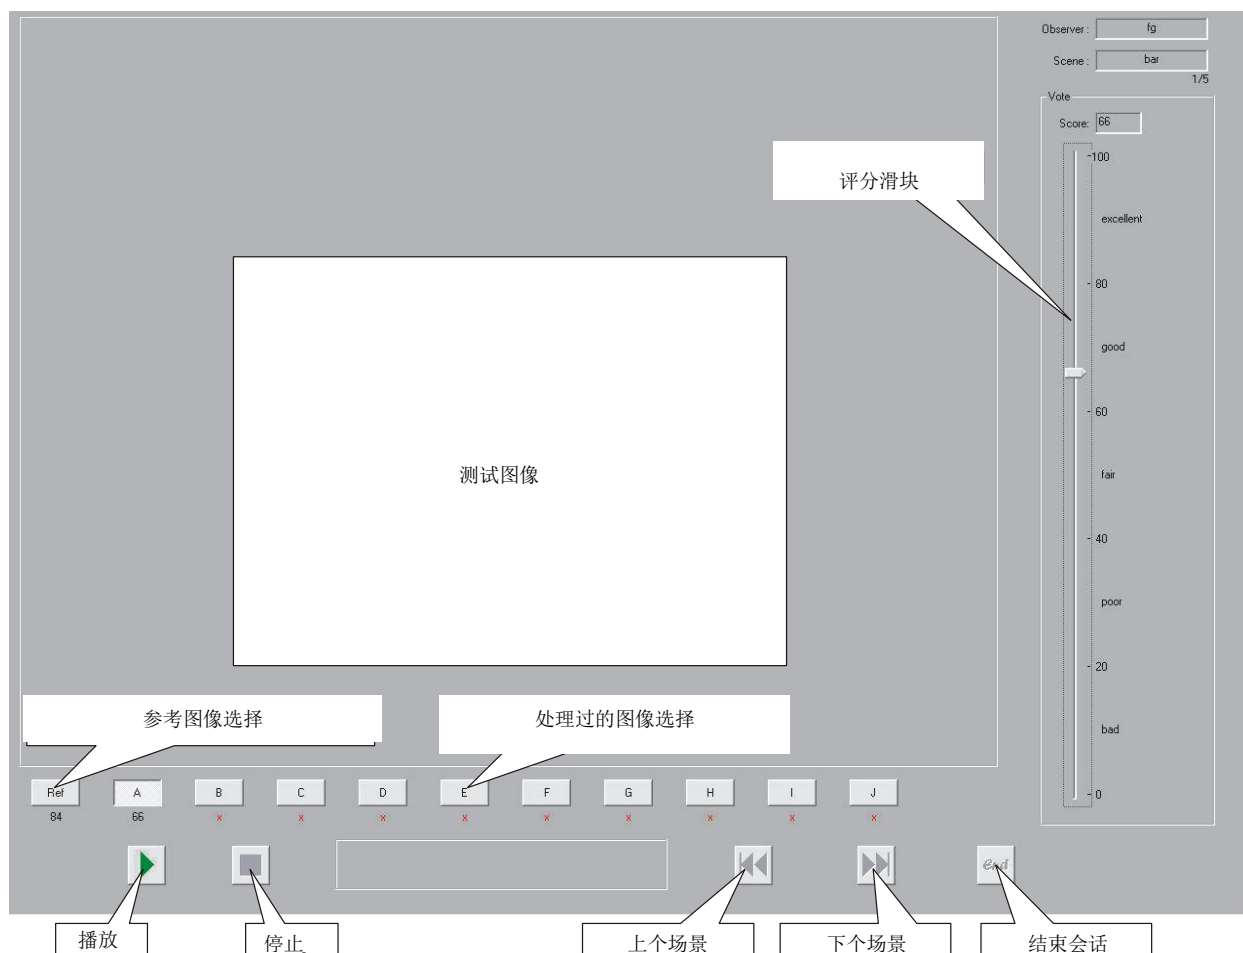 Observer : fg
Scene : bar
1/5
Vote
Score: 66
100
评分滑块
excellent
80
good
60
测试图像
fair
40
poor
20
参考图像选择
处理过的图像选择
bad
0
Ref A B C D E F G H I J
84 66 x x x x x x x x x
End
播放
停止
上个场景
下个场景
结束会话